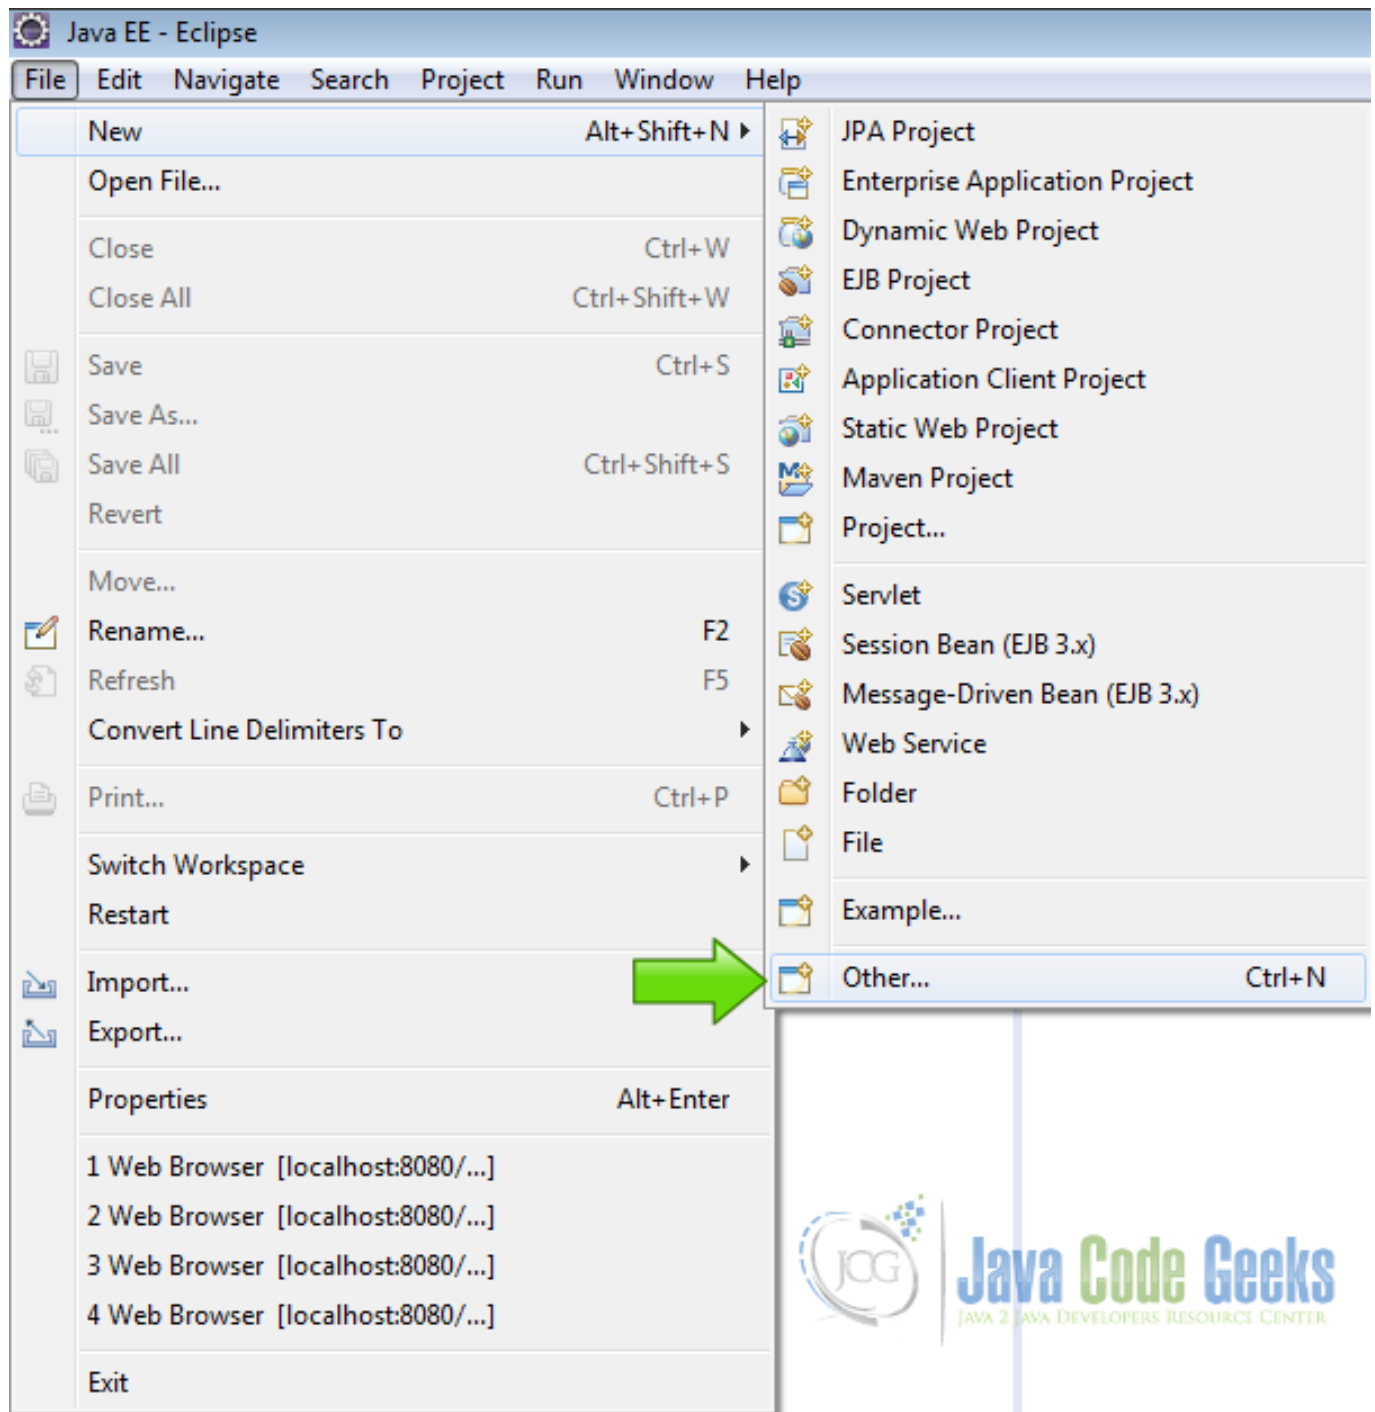 Java EE - Eclipse
File Edit Navigate Search Project Run Window Help
New Alt+Shift+N
Open File...
Close Ctrl+W
Close All Ctrl+Shift+W
Save Ctrl+S
Save As...
Save All Ctrl+Shift+S
Revert
Move...
Rename... F2
Refresh F5
Convert Line Delimiters To
Print... Ctrl+P
Switch Workspace
Restart
Import...
Export...
Properties Alt+Enter
1 Web Browser [localhost:8080/...]
2 Web Browser [localhost:8080/...]
3 Web Browser [localhost:8080/...]
4 Web Browser [localhost:8080/...]
Exit
JPA Project
Enterprise Application Project
Dynamic Web Project
EJB Project
Connector Project
Application Client Project
Static Web Project
Maven Project
Project...
Servlet
Session Bean (EJB 3.x)
Message-Driven Bean (EJB 3.x)
Web Service
Folder
File
Example...
Other... Ctrl+N
JCG
Java Code Geeks
JAVA 2 JAVA DEVELOPERS RESOURCE CENTER